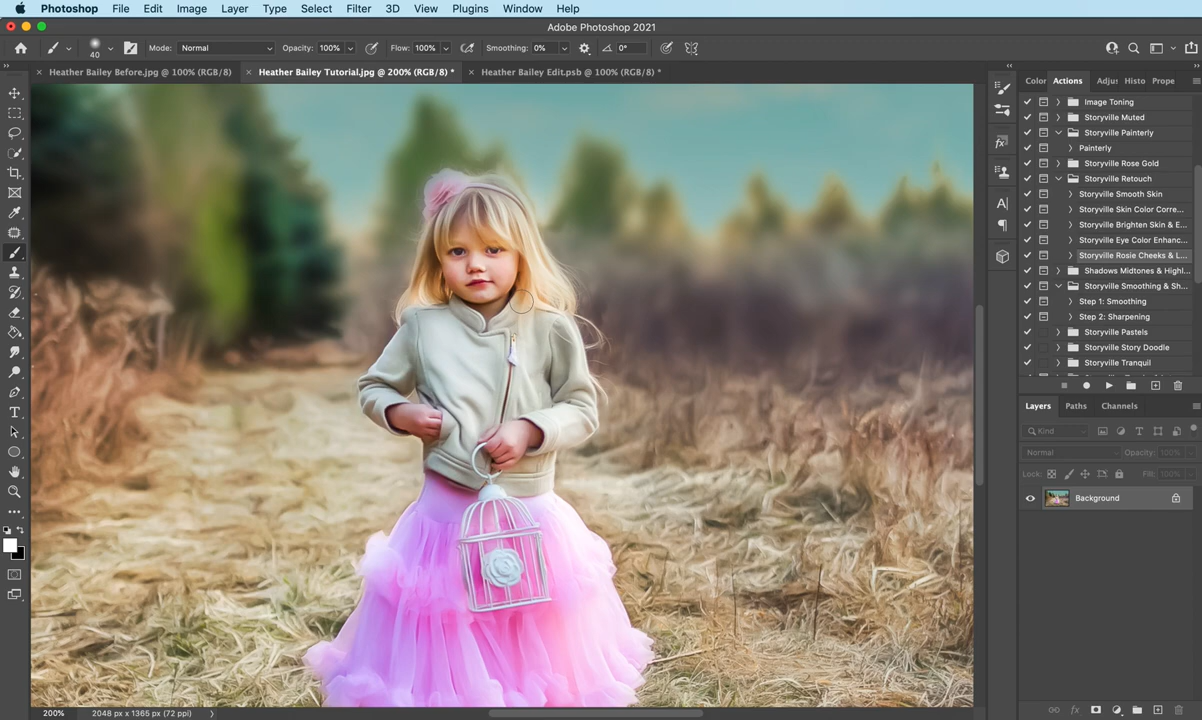 Photoshop File Edit Image Layer Type Select Filter 3D View Plugins Window Help
Adobe Photoshop 2021
40 Mode: Normal Opacity: 100% Flow: 100% Smoothing: 0% 0°
Heather Bailey Before.jpg @ 100% (RGB/8) Heather Bailey Tutorial.jpg @ 200% (RGB/8) * Heather Bailey Edit.psb @ 100% (RGB/8) *
Color Actions Adju: Histo Prope
Image Toning
Storyville Muted
Storyville Painterly
Painterly
Storyville Rose Gold
Storyville Retouch
Storyville Smooth Skin
Storyville Skin Color Corre...
Storyville Brighten Skin & E...
Storyville Eye Color Enhanc...
Storyville Rosie Cheeks & L...
Shadows Midtones & Highl...
Storyville Smoothing & Sh...
Step 1: Smoothing
Step 2: Sharpening
Storyville Pastels
Storyville Story Doodle
Storyville Tranquil
Layers Paths Channels
Kind
Normal Opacity: 100%
Lock: Fill: 100%
Background
200% 2048 px x 1365 px (72 ppi)